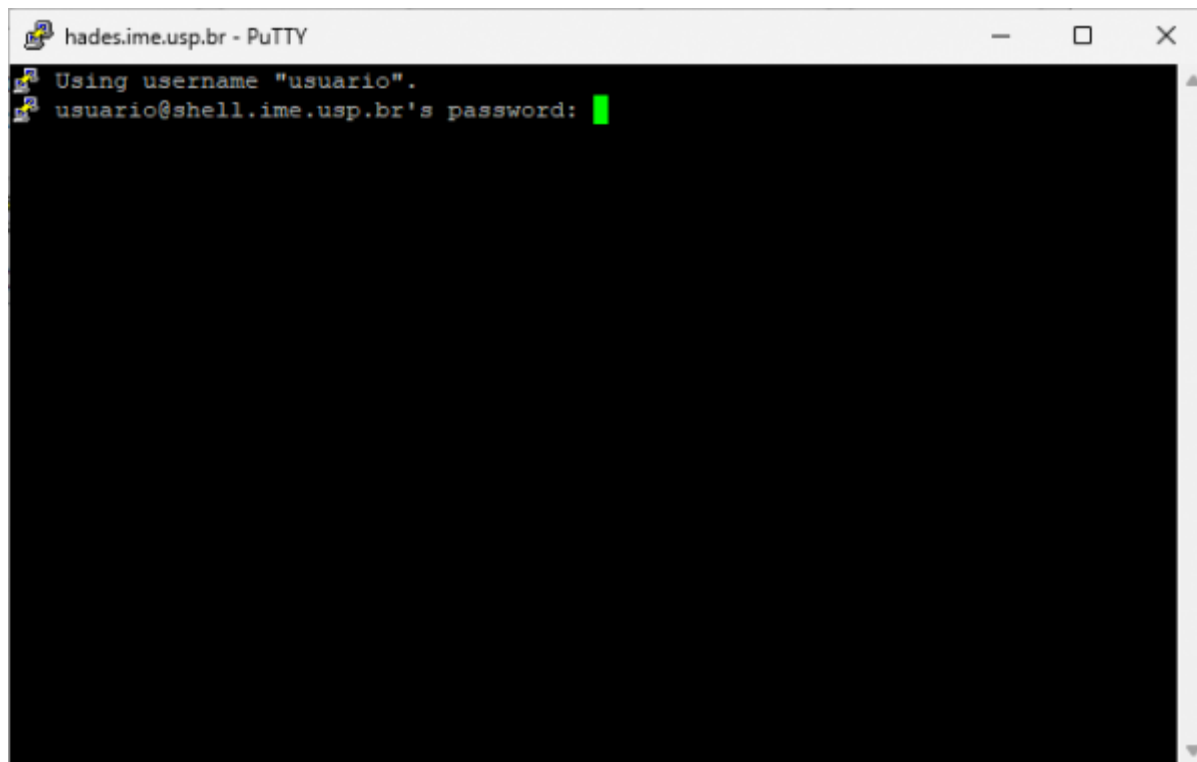 hades.ime.usp.br - PuTTY
Using username "usuario".
usuario@shell.ime.usp.br's password: